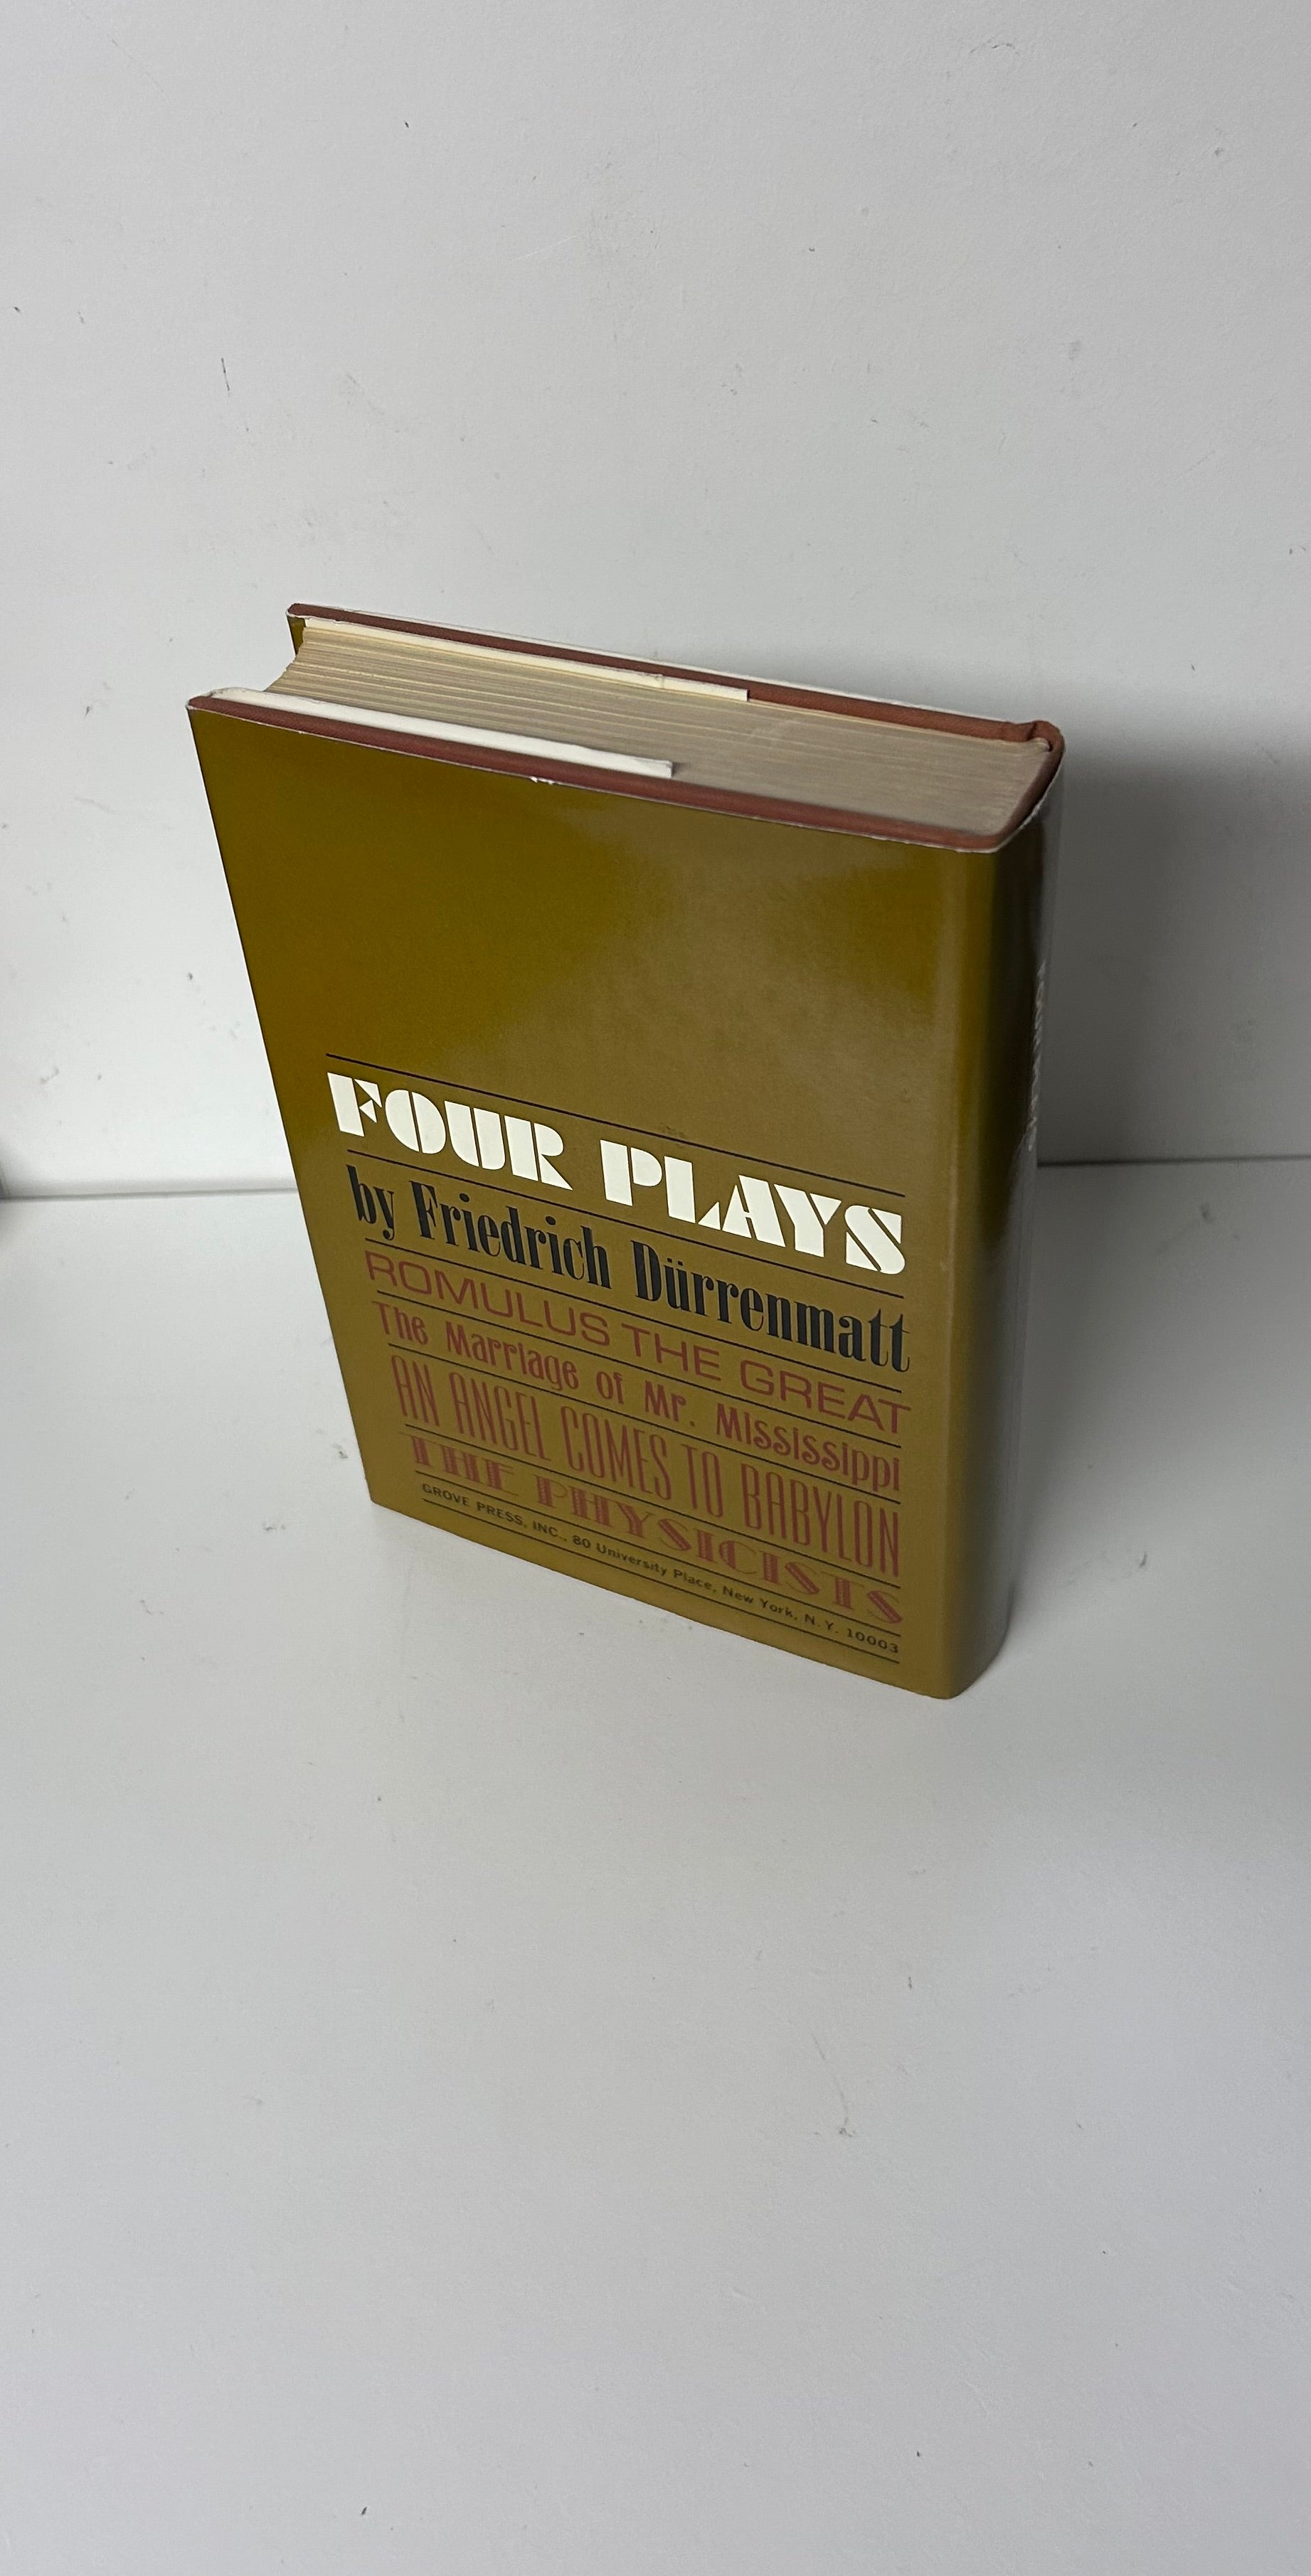 FOUR PLAYS
by Friedrich Dürrenmatt
ROMULUS THE GREAT
The Marriage of Mr. Mississippi
AN ANGEL COMES TO BABYLON
THE PHYSICISTS
GROVE PRESS, INC., 80 University Place, New York, N.Y. 10003